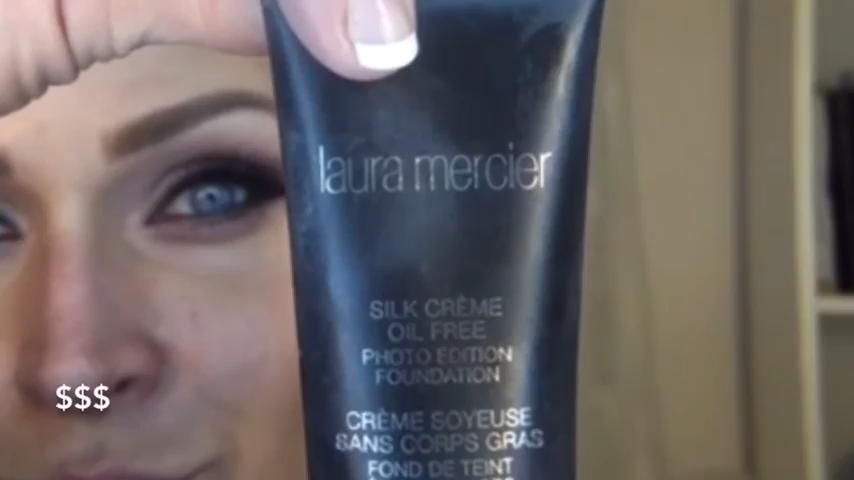 laura mercier
SILK CRÈME
OIL FREE
PHOTO EDITION
FOUNDATION
CRÈME SOYEUSE
SANS CORPS GRAS
FOND DE TEINT
$$$